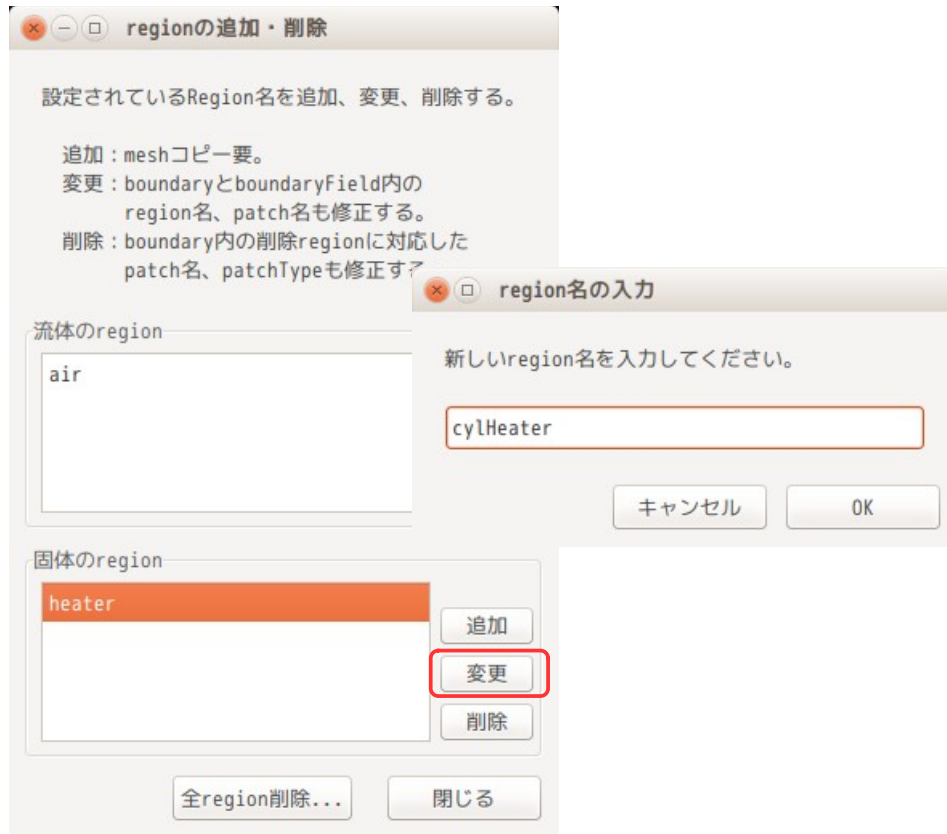 regionの追加・削除
設定されているRegion名を追加、変更、削除する。
追加：meshコピー要。
変更：boundaryとboundaryField内の
region名、patch名も修正する。
削除：boundary内の削除regionに対応した
patch名、patchTypeも修正する
region名の入力
新しいregion名を入力してください。
cylHeater
キャンセル
OK
流体のregion
air
固体のregion
heater
追加
変更
削除
全region削除...
閉じる